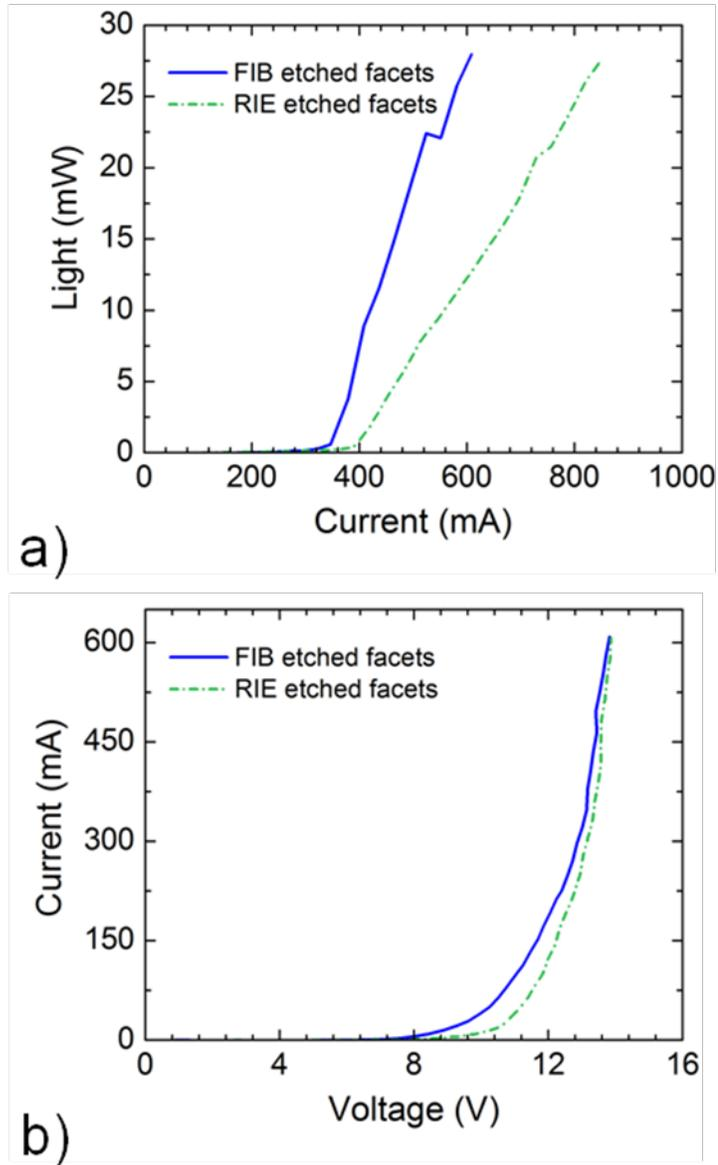 30
25
20
15
10
5
0
Light (mW)
FIB etched facets
RIE etched facets
0 200 400 600 800 1000
Current (mA)
a)
600
450
300
150
0
Current (mA)
FIB etched facets
RIE etched facets
0 4 8 12 16
Voltage (V)
b)